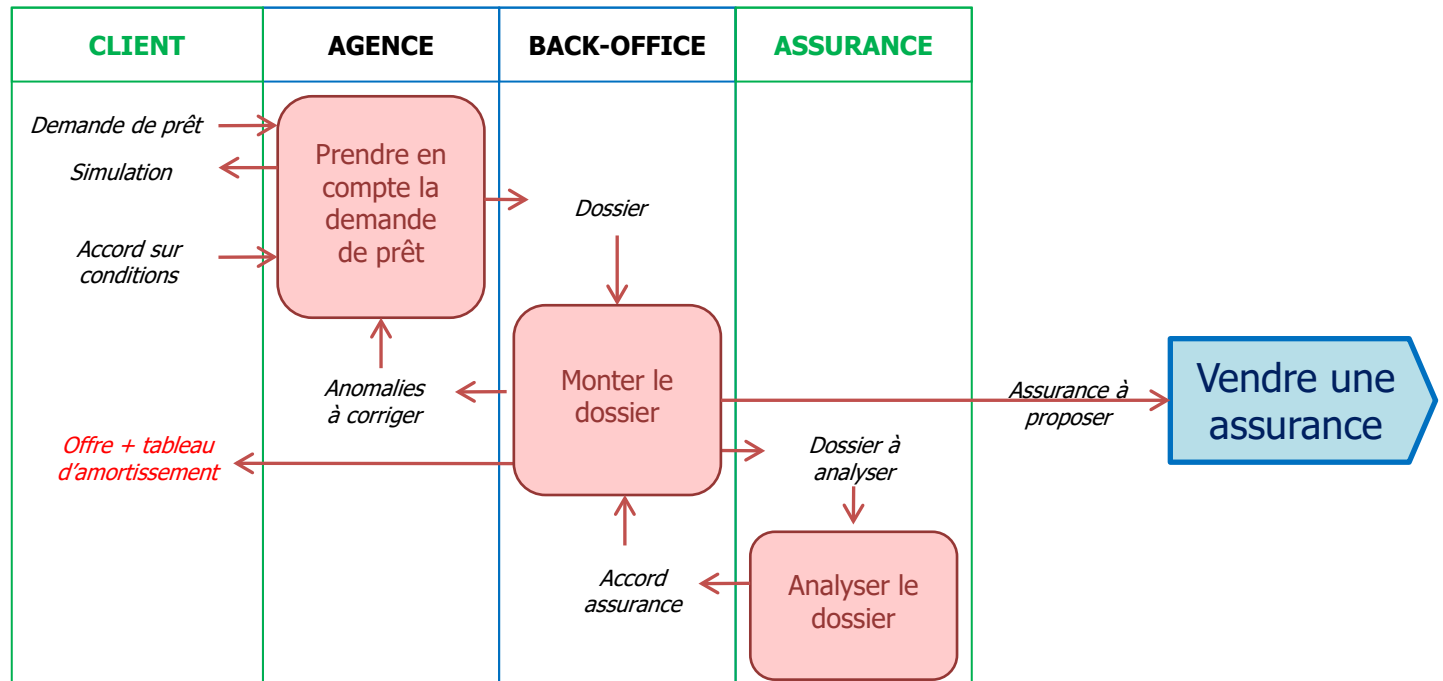 CLIENT
AGENCE
BACK-OFFICE
ASSURANCE
Demande de prêt
Simulation
Accord sur
conditions
Prendre en
compte la
demande
de prêt
Dossier
Anomalies
à corriger
Monter le
dossier
Assurance à
proposer
Vendre une
assurance
Offre + tableau
d’amortissement
Dossier à
analyser
Accord
assurance
Analyser le
dossier